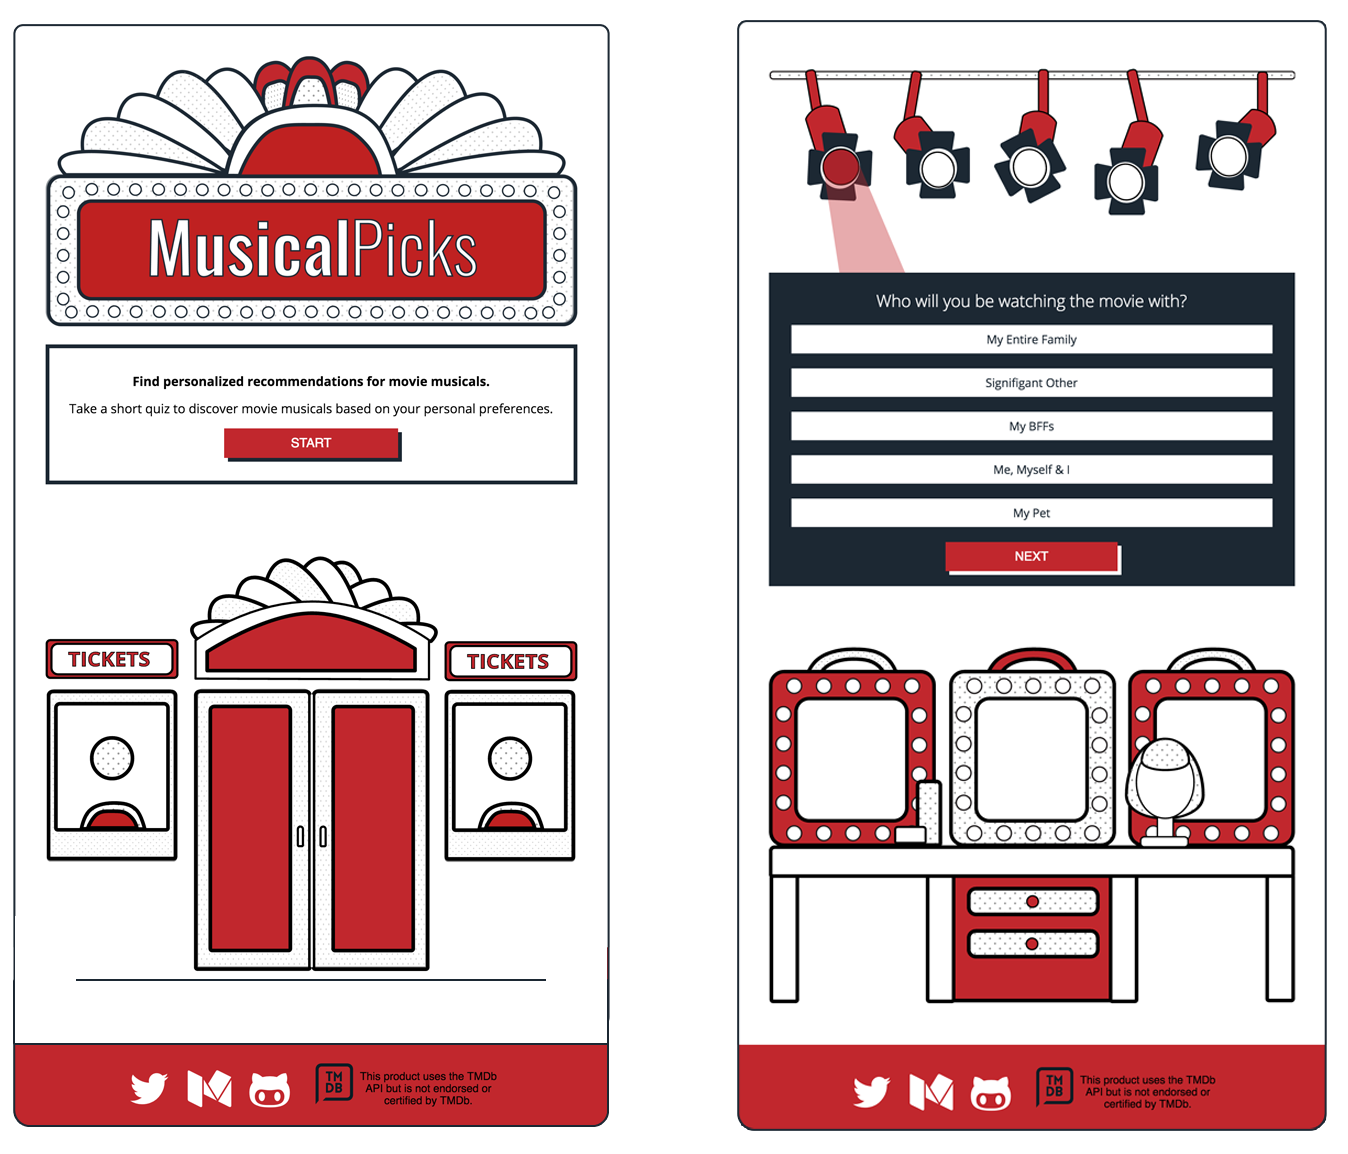 MusicalPicks
Find personalized recommendations for movie musicals.
Take a short quiz to discover movie musicals based on your personal preferences.
START
TICKETS
TICKETS
TM
DB
This product uses the TMDb
API but is not endorsed or
certified by TMDb.
Who will you be watching the movie with?
My Entire Family
Signifigant Other
My BFFs
Me, Myself & I
My Pet
NEXT
TM
DB
This product uses the TMDb
API but is not endorsed or
certified by TMDb.